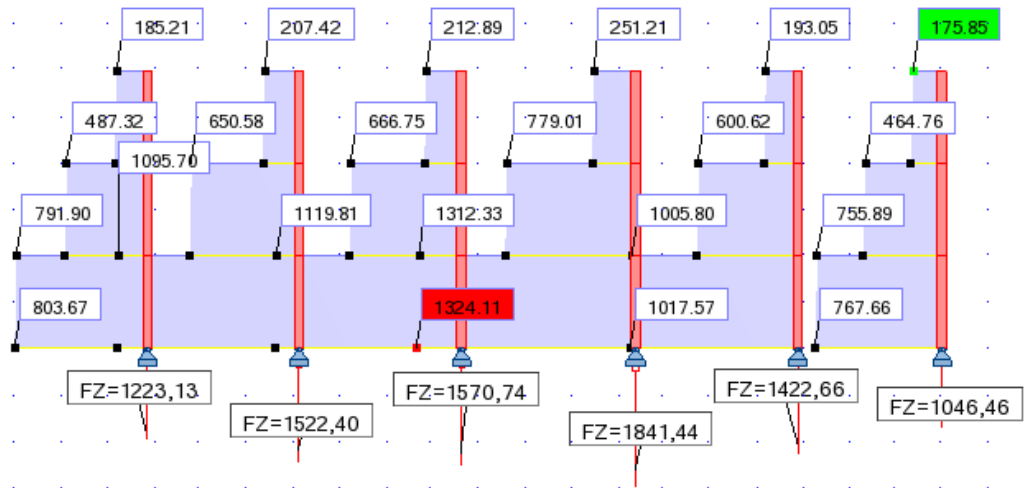 185.21 207.42 212.89 251.21 193.05 175.85
487.32 650.58 666.75 779.01 600.62 464.76
1095.70
791.90 1119.81 1312.33 1005.80 755.89
803.67 1324.11 1017.57 767.66
FZ=1223,13 FZ=1570,74 FZ=1422,66
FZ=1522,40 FZ=1841,44 FZ=1046,46